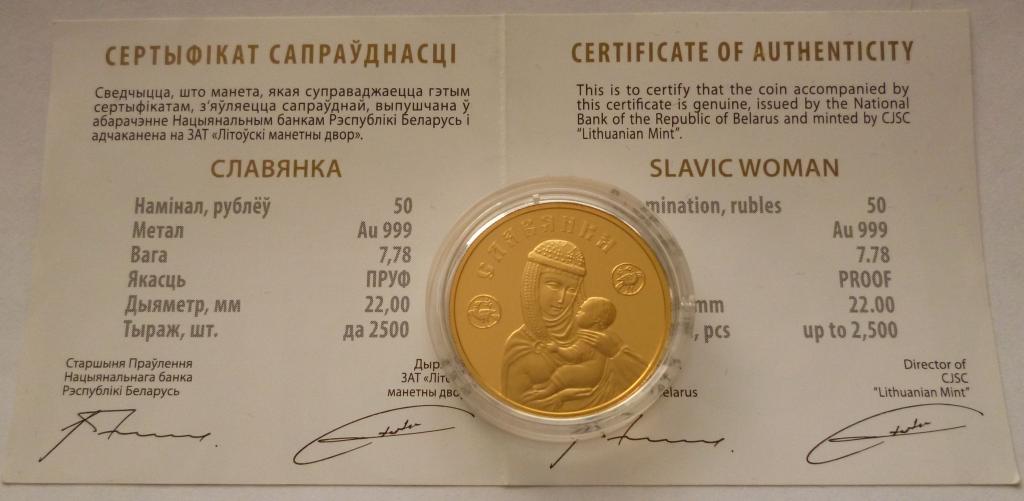 СЕРТЫФІКАТ САПРАЎДНАСЦІ
Сведчыцца, што манета, якая суправаджаецца гэтым
сертыфікатам, з'яўляецца сапраўднай, выпушчана ў
абарачэнне Нацыянальным банкам Рэспублікі Беларусь і
адчаканена на ЗАТ «Літоўскі манетны двор».
СЛАВЯНКА
Намінал, рублёў 50
Метал Au 999
Вага 7,78
Якасць ПРУФ
Дыяметр, мм 22,00
Тыраж, шт. да 2500
Старшыня Праўлення
Нацыянальнага банка
Рэспублікі Беларусь
Дыр
ЗАТ «Літо
манетны дво
CERTIFICATE OF AUTHENTICITY
This is to certify that the coin accompanied by
this certificate is genuine, issued by the National
Bank of the Republic of Belarus and minted by CJSC
“Lithuanian Mint”.
SLAVIC WOMAN
mination, rubles 50
Au 999
7.78
PROOF
mm 22.00
, pcs up to 2,500
elarus
Director of
CJSC
“Lithuanian Mint”
СЛАВЯНКА